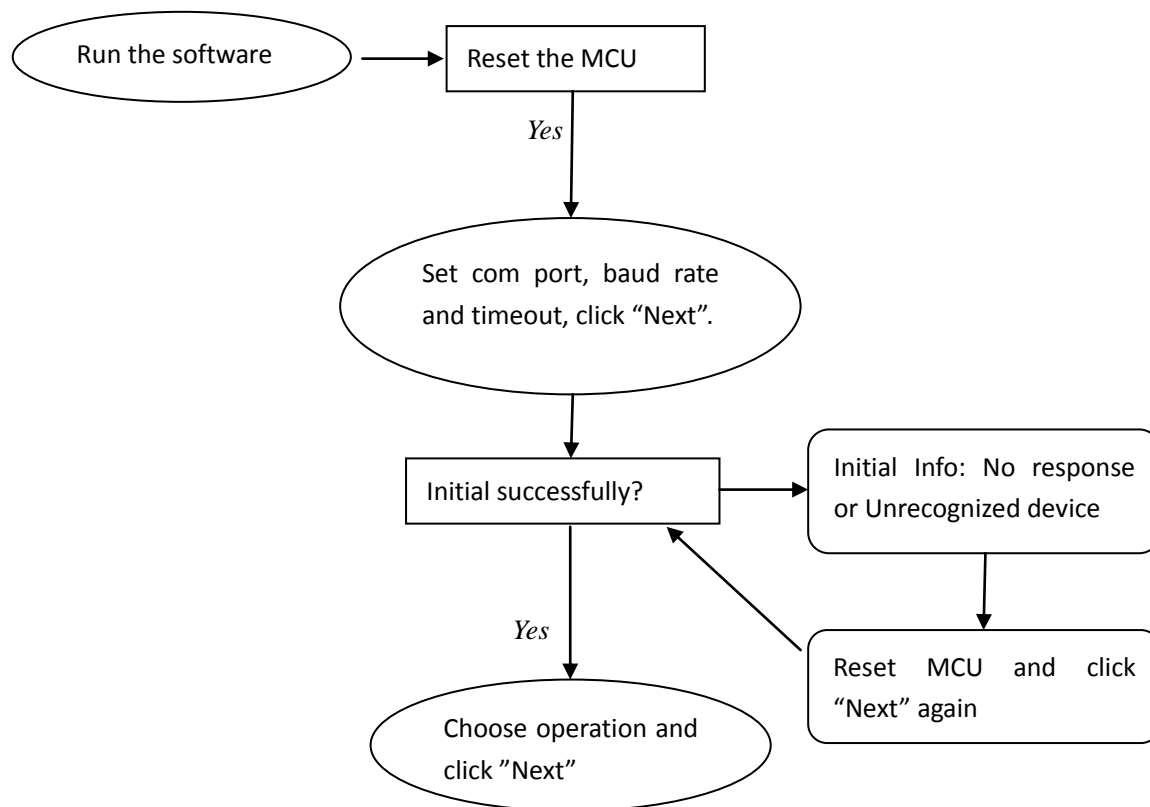 Run the software
Reset the MCU
Yes
Set com port, baud rate
and timeout, click “Next”.
Initial successfully?
Initial Info: No response
or Unrecognized device
Yes
Reset MCU and click
“Next” again
Choose operation and
click ”Next”